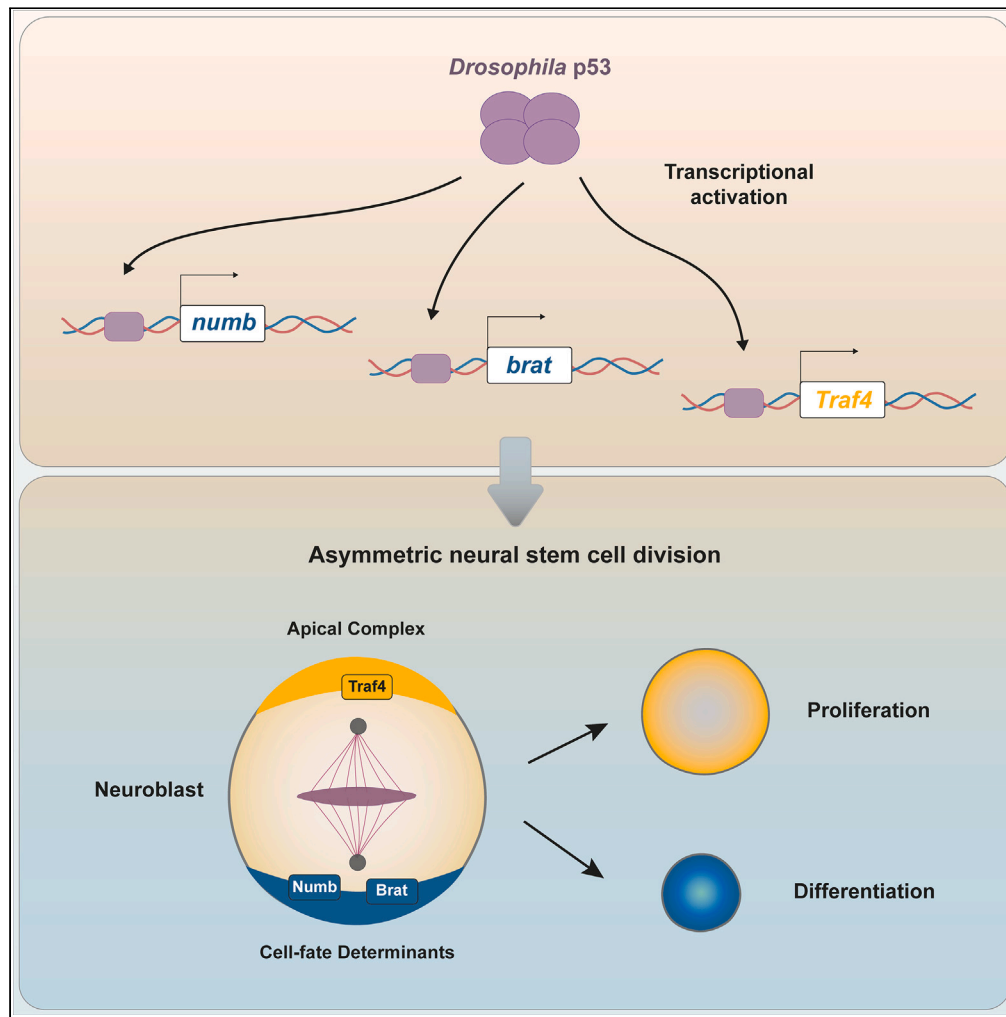 Drosophila p53
Transcriptional
activation
numb
brat
Traf4
Asymmetric neural stem cell division
Apical Complex
Traf4
Proliferation
Neuroblast
Numb
Brat
Differentiation
Cell-fate Determinants